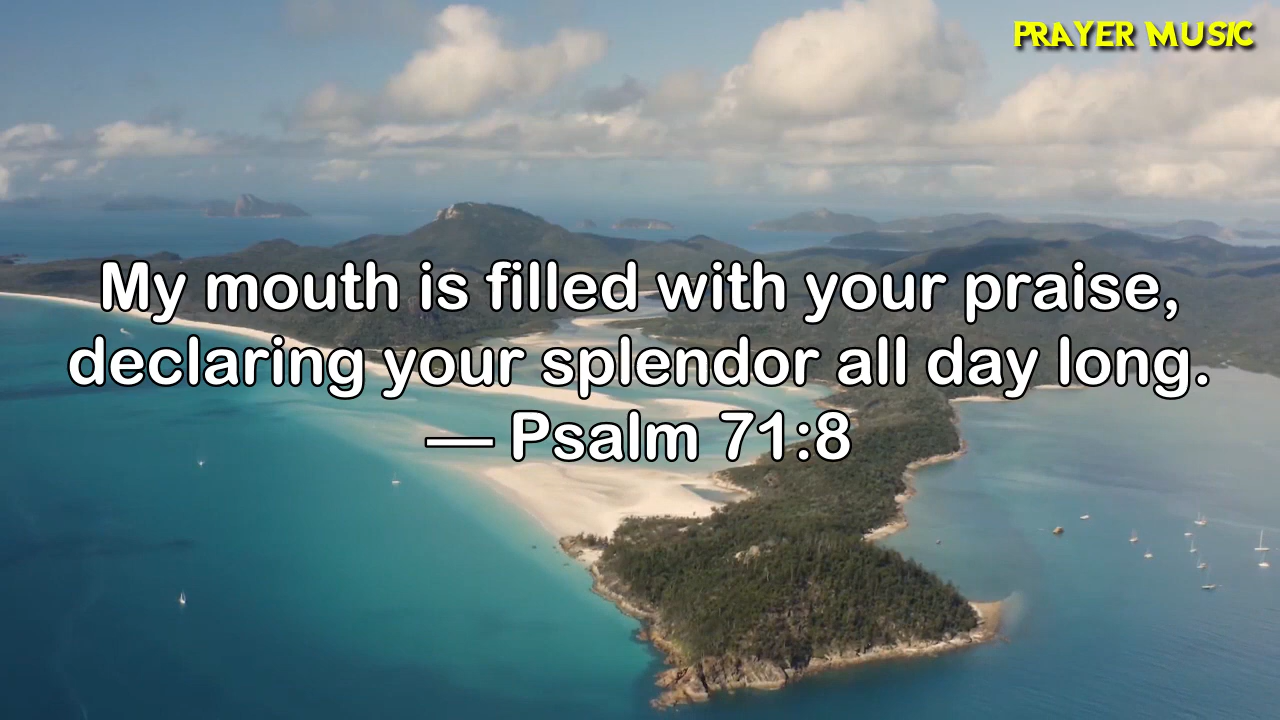 PRAYER MUSIC
My mouth is filled with your praise,
declaring your splendor all day long.
— Psalm 71:8